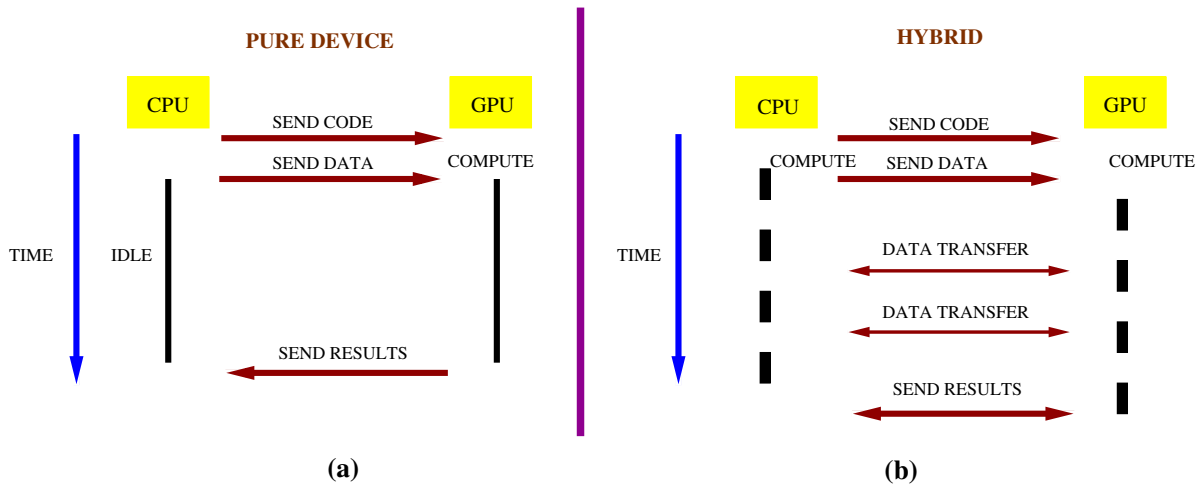 PURE DEVICE
CPU
GPU
SEND CODE
SEND DATA
COMPUTE
TIME
IDLE
SEND RESULTS
(a)
HYBRID
CPU
GPU
SEND CODE
COMPUTE
SEND DATA
COMPUTE
TIME
DATA TRANSFER
DATA TRANSFER
SEND RESULTS
(b)